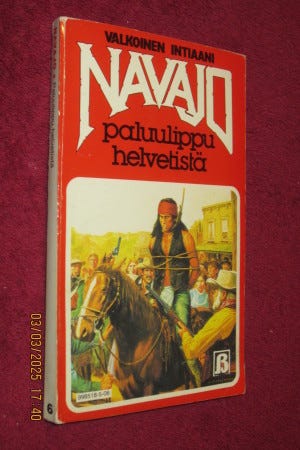 VALKOINEN INTIAANI
NAVAJO
paluulippu
helvetistä
B
6
03/03/2025 17:40